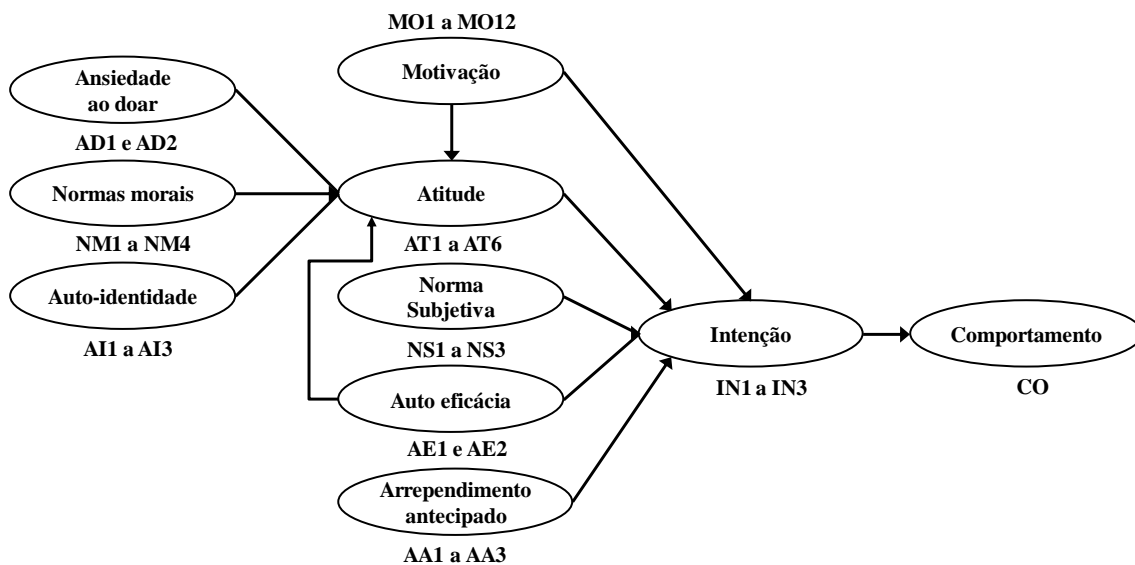 MO1 a MO12
Motivação
Ansiedade
ao doar
AD1 e AD2
Normas morais
NM1 a NM4
Auto-identidade
AI1 a AI3
Atitude
AT1 a AT6
Norma
Subjetiva
NS1 a NS3
Auto eficácia
AE1 e AE2
Arrependimento
antecipado
AA1 a AA3
Intenção
IN1 a IN3
Comportamento
CO